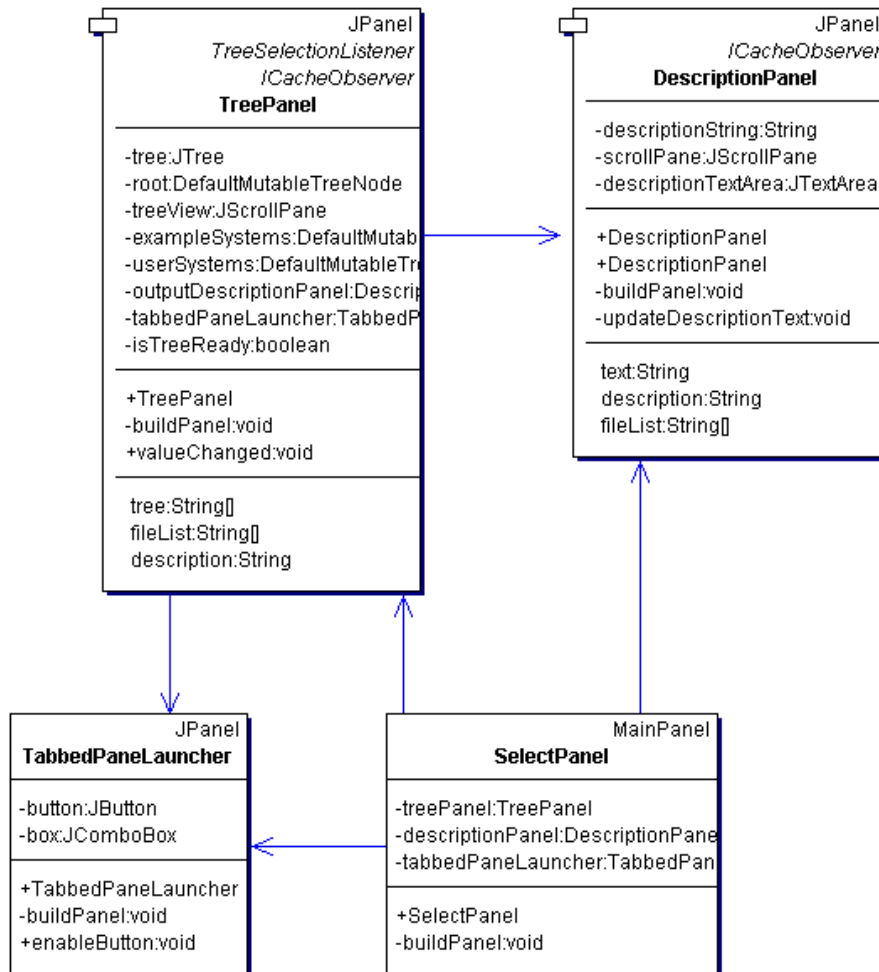 JPanel
TreeSelectionListener
ICacheObserver
TreePanel
-tree:JTree
-root:DefaultMutableTreeNode
-treeView:JScrollPane
-exampleSystems:DefaultMutab
-userSystems:DefaultMutableTr
-outputDescriptionPanel:Descrip
-tabbedPaneLauncher:TabbedP
-isTreeReady:boolean
+TreePanel
-buildPanel:void
+valueChanged:void
tree:String[]
fileList:String[]
description:String
JPanel
ICacheObserver
DescriptionPanel
-descriptionString:String
-scrollPane:JScrollPane
-descriptionTextArea:JTextArea
+DescriptionPanel
+DescriptionPanel
-buildPanel:void
-updateDescriptionText:void
text:String
description:String
fileList:String[]
JPanel
TabbedPaneLauncher
-button:JButton
-box:JComboBox
+TabbedPaneLauncher
-buildPanel:void
+enableButton:void
MainPanel
SelectPanel
-treePanel:TreePanel
-descriptionPanel:DescriptionPane
-tabbedPaneLauncher:TabbedPan
+SelectPanel
-buildPanel:void